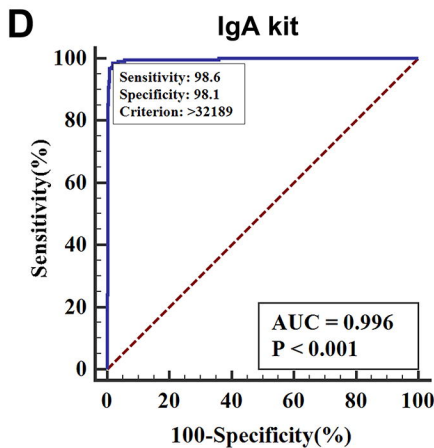 D
IgA kit
100
80
60
40
20
0
Sensitivity(%)
Sensitivity: 98.6
Specificity: 98.1
Criterion: >32189
AUC = 0.996
P < 0.001
0 20 40 60 80 100
100-Specificity(%)